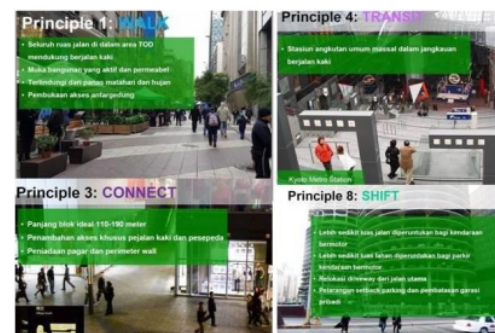 Principle 1: WALK
• Seluruh ruas jalan di dalam area TOD
mendukung berjalan kaki
• Muka bangunan yang aktif dan permeabel
• Terlindungi dari panas matahari dan hujan
• Pembukaan akses antargedung
Principle 4: TRANSIT
• Stasiun angkutan umum massal dalam jangkauan
berjalan kaki
Kyoto Metro Station
Principle 3: CONNECT
• Panjang blok ideal 110-190 meter
• Penambahan akses khusus pejalan kaki dan pesepeda
• Peniadaan pagar dan perimeter wall
Principle 8: SHIFT
• Lebih sedikit luas jalan diperuntukan bagi kendaraan
bermotor
• Lebih sedikit luas lahan diperuntukan bagi parkir
kendaraan bermotor
• Relokasi driveway dari jalan utama
• Pelarangan setback parking dan pembatasan garasi
pribadi